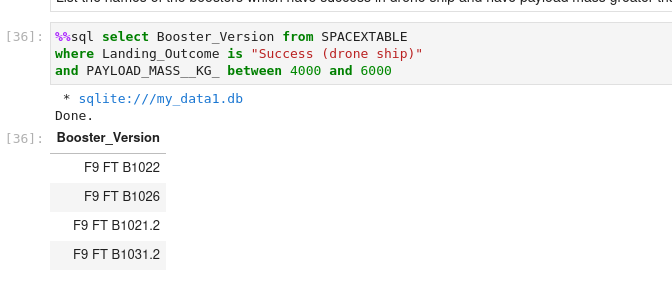 List the names of the boosters which have success in drone ship and have payload mass greater
[36]:
%%sql select Booster_Version from SPACEXTABLE
where Landing_Outcome is "Success (drone ship)"
and PAYLOAD_MASS__KG_ between 4000 and 6000
* sqlite:///my_data1.db
Done.
[36]:
Booster_Version
F9 FT B1022
F9 FT B1026
F9 FT B1021.2
F9 FT B1031.2